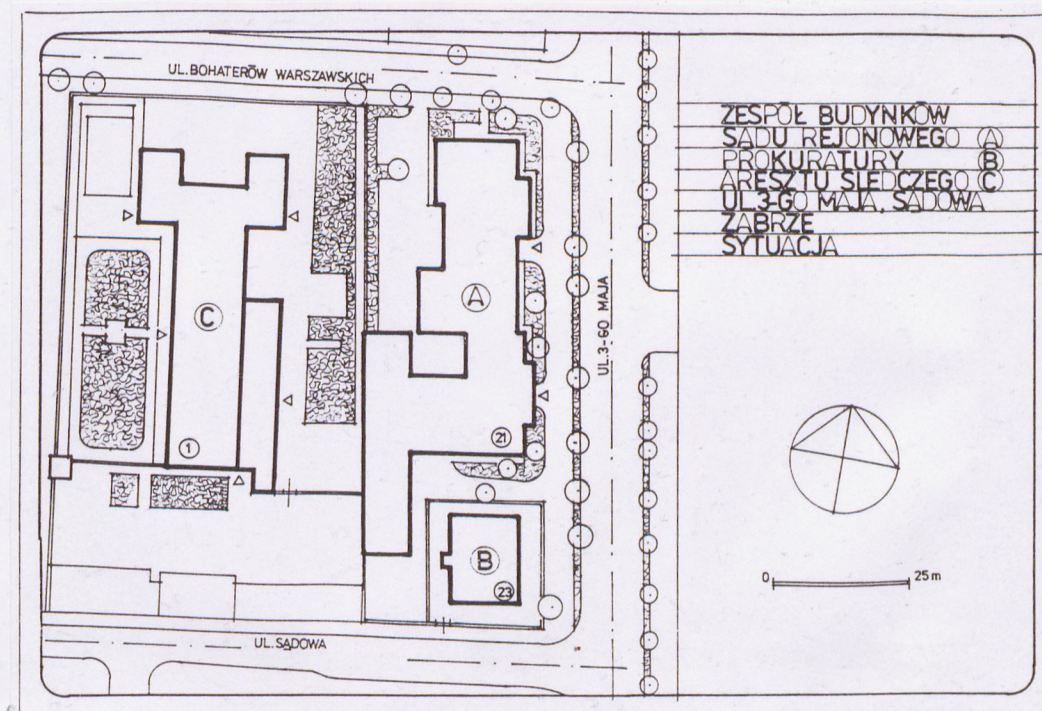 UL. BOHATERÓW WARSZAWSKICH
ZESPÓŁ BUDYNKÓW
SĄDU REJONOWEGO A
PROKURATURY B
ARESZTU ŚLEDCZEGO C
UL. 3-GO MAJA, SĄDOWA
ZABRZE
SYTUACJA
A
C
UL. 3-GO MAJA
21
1
B
23
0 25 m
UL. SĄDOWA